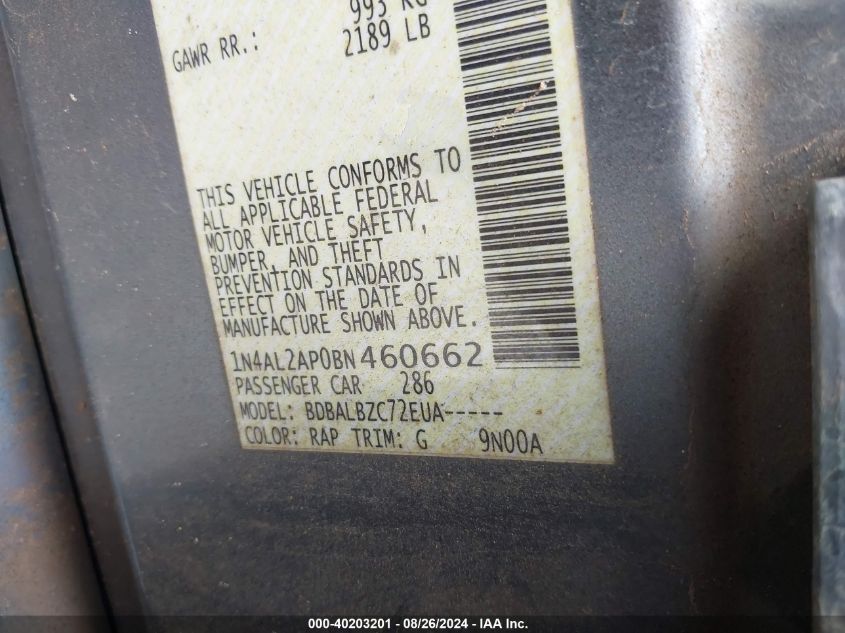 993 KG
GAWR RR.: 2189 LB
THIS VEHICLE CONFORMS TO
ALL APPLICABLE FEDERAL
MOTOR VEHICLE SAFETY,
BUMPER, AND THEFT
PREVENTION STANDARDS IN
EFFECT ON THE DATE OF
MANUFACTURE SHOWN ABOVE.
1N4AL2AP0BN460662
PASSENGER CAR 286
MODEL: BDBALBZC72EUA-----
COLOR: RAP TRIM: G 9N00A
000-40203201 - 08/26/2024 - IAA Inc.